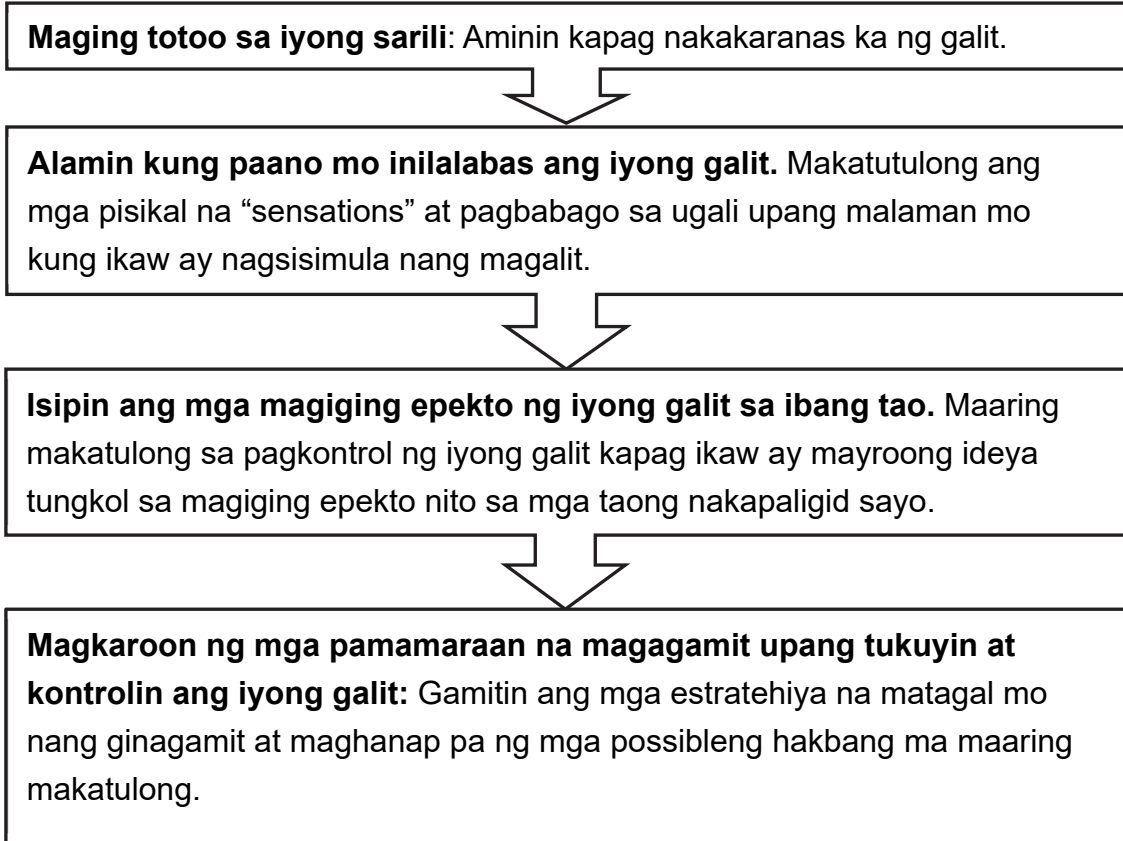 Maging totoo sa iyong sarili: Aminin kapag nakakaranas ka ng galit.
Alamin kung paano mo inilalabas ang iyong galit. Makatutulong ang
mga pisikal na “sensations” at pagbabago sa ugali upang malaman mo
kung ikaw ay nagsisimula nang magalit.
Isipin ang mga magiging epekto ng iyong galit sa ibang tao. Maaring
makatulong sa pagkontrol ng iyong galit kapag ikaw ay mayroong ideya
tungkol sa magiging epekto nito sa mga taong nakapaligid sayo.
Magkaroon ng mga pamamaraan na magagamit upang tukuyin at
kontrolin ang iyong galit: Gamitin ang mga estratehiya na matagal mo
nang ginagamit at maghanap pa ng mga possibleng hakbang ma maaring
makatulong.